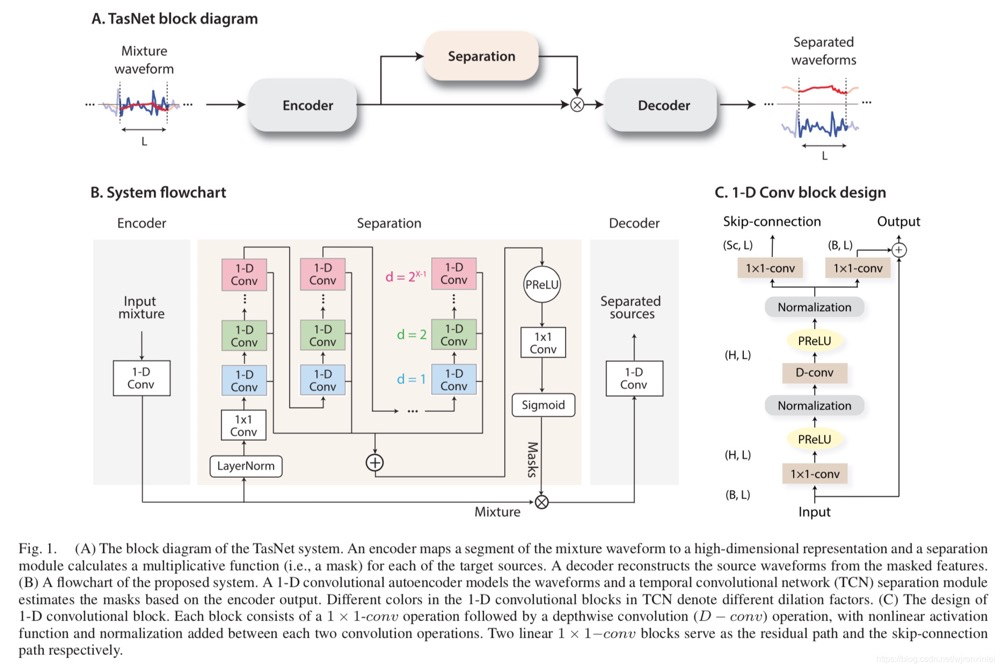 A. TasNet block diagram
Mixture
waveform
Separation
Separated
waveforms
...
...
Encoder
Decoder
...
...
L
L
B. System flowchart
C. 1-D Conv block design
Encoder
Separation
Decoder
Skip-connection
Output
(Sc, L)
(B, L)
+
1×1-conv
1×1-conv
Input
mixture
1-D
Conv
1-D
Conv
d = 2^X-1
1-D
Conv
PReLU
Separated
sources
Normalization
1-D
Conv
1-D
Conv
d = 2
1-D
Conv
1x1
Conv
PReLU
(H, L)
D-conv
1-D
Conv
1-D
Conv
1-D
Conv
d = 1
1-D
Conv
1-D
Conv
Sigmoid
...
Normalization
1x1
Conv
PReLU
(H, L)
LayerNorm
+
Masks
1×1-conv
(B, L)
Mixture
Input
Fig. 1. (A) The block diagram of the TasNet system. An encoder maps a segment of the mixture waveform to a high-dimensional representation and a separation
module calculates a multiplicative function (i.e., a mask) for each of the target sources. A decoder reconstructs the source waveforms from the masked features.
(B) A flowchart of the proposed system. A 1-D convolutional autoencoder models the waveforms and a temporal convolutional network (TCN) separation module
estimates the masks based on the encoder output. Different colors in the 1-D convolutional blocks in TCN denote different dilation factors. (C) The design of
1-D convolutional block. Each block consists of a 1 × 1-conv operation followed by a depthwise convolution (D − conv) operation, with nonlinear activation
function and normalization added between each two convolution operations. Two linear 1 × 1−conv blocks serve as the residual path and the skip-connection
path respectively.